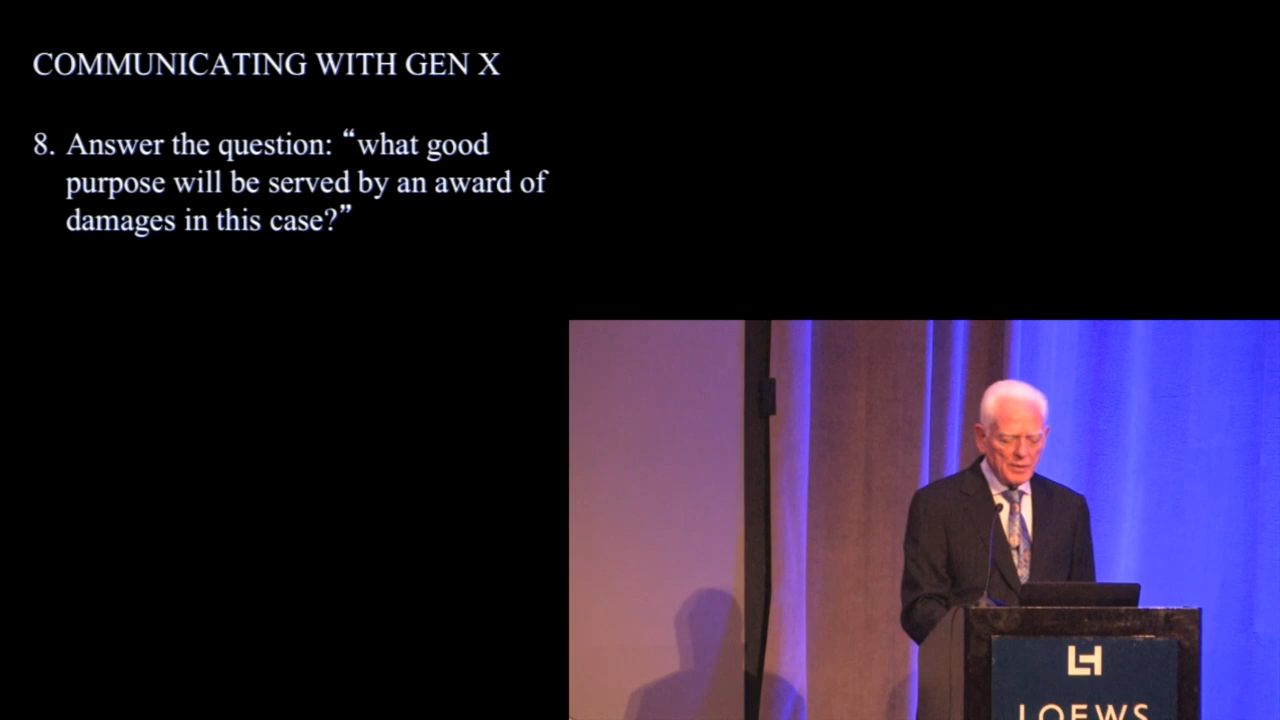 COMMUNICATING WITH GEN X
8. Answer the question: “what good
purpose will be served by an award of
damages in this case?”
LH
LOEWS